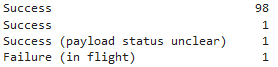 Success 98
Success 1
Success (payload status unclear) 1
Failure (in flight) 1